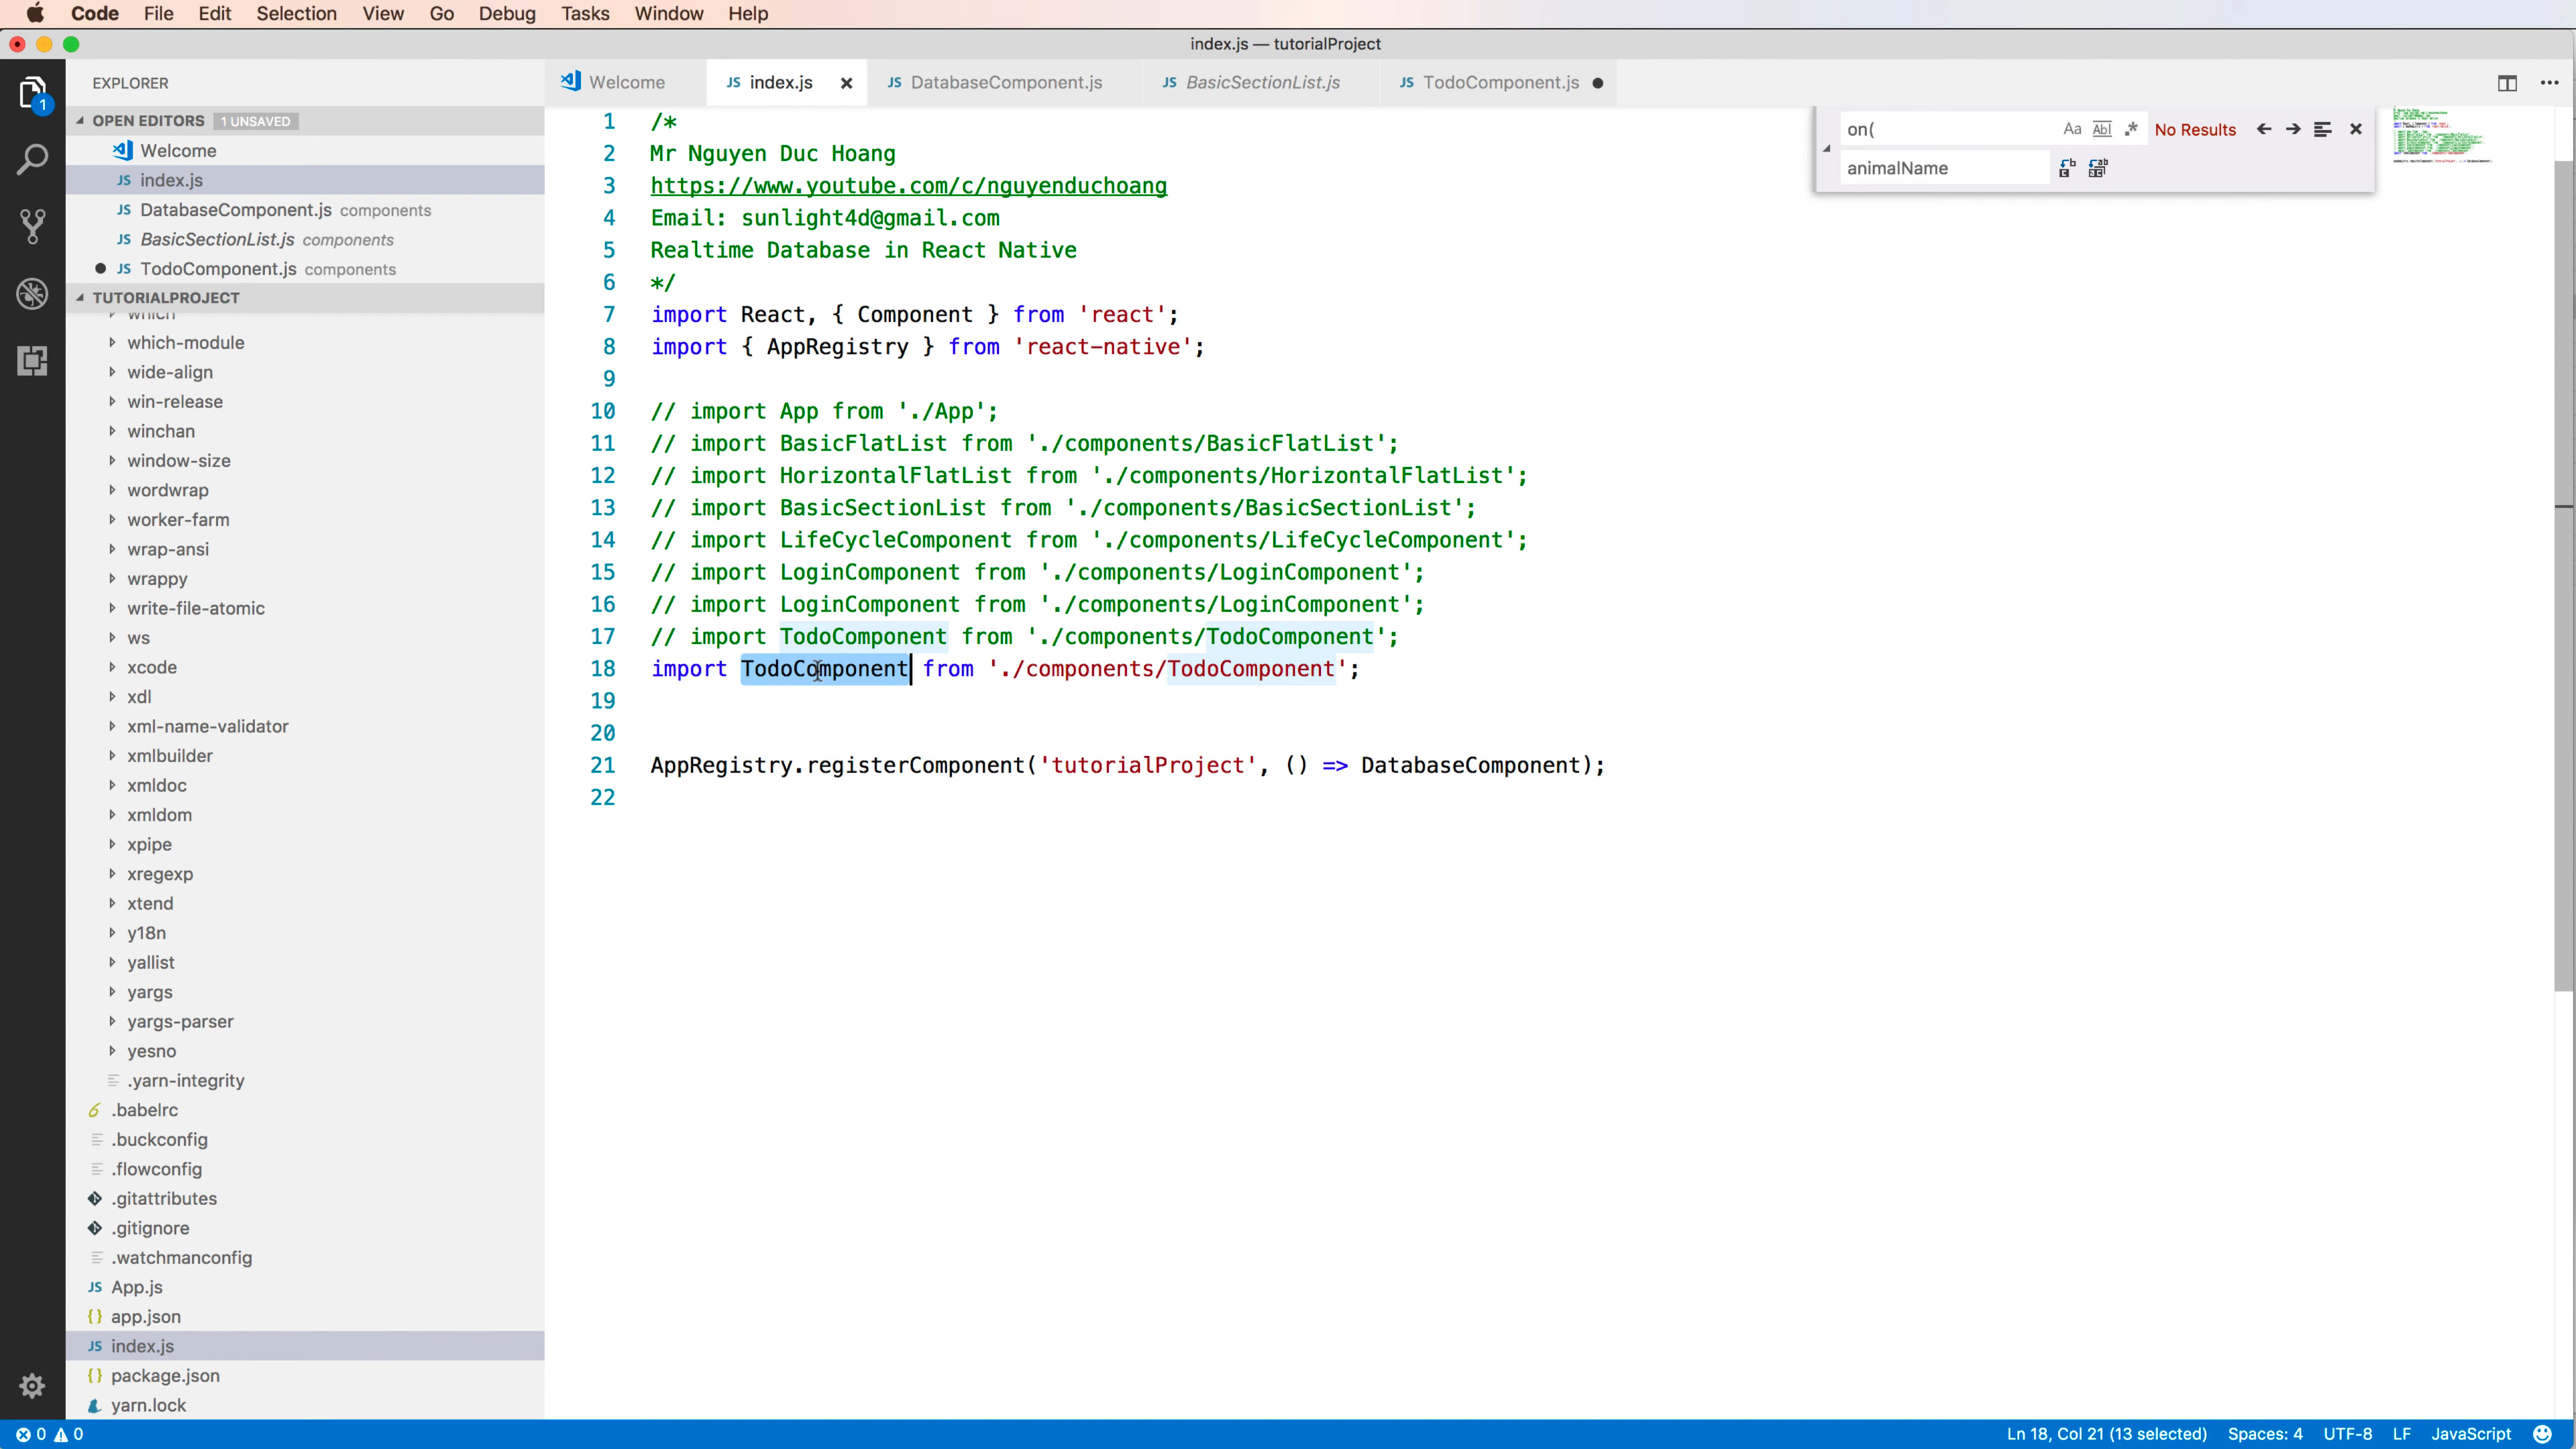 Code File Edit Selection View Go Debug Tasks Window Help
index.js — tutorialProject
EXPLORER
OPEN EDITORS 1 UNSAVED
Welcome
index.js
DatabaseComponent.js components
BasicSectionList.js components
TodoComponent.js components
TUTORIALPROJECT
which
which-module
wide-align
win-release
winchan
window-size
wordwrap
worker-farm
wrap-ansi
wrappy
write-file-atomic
ws
xcode
xdl
xml-name-validator
xmlbuilder
xmldoc
xmldom
xpipe
xregexp
xtend
y18n
yallist
yargs
yargs-parser
yesno
.yarn-integrity
.babelrc
.buckconfig
.flowconfig
.gitattributes
.gitignore
.watchmanconfig
JS App.js
{} app.json
JS index.js
{} package.json
yarn.lock
Welcome JS index.js JS DatabaseComponent.js JS BasicSectionList.js JS TodoComponent.js
on( Aa Abl .* No Results
animalName
1 /*
2 Mr Nguyen Duc Hoang
3 https://www.youtube.com/c/nguyenduchoang
4 Email: sunlight4d@gmail.com
5 Realtime Database in React Native
6 */
7 import React, { Component } from 'react';
8 import { AppRegistry } from 'react-native';
9
10 // import App from './App';
11 // import BasicFlatList from './components/BasicFlatList';
12 // import HorizontalFlatList from './components/HorizontalFlatList';
13 // import BasicSectionList from './components/BasicSectionList';
14 // import LifeCycleComponent from './components/LifeCycleComponent';
15 // import LoginComponent from './components/LoginComponent';
16 // import LoginComponent from './components/LoginComponent';
17 // import TodoComponent from './components/TodoComponent';
18 import TodoComponent from './components/TodoComponent';
19
20
21 AppRegistry.registerComponent('tutorialProject', () => DatabaseComponent);
22
0 0 Ln 18, Col 21 (13 selected) Spaces: 4 UTF-8 LF JavaScript